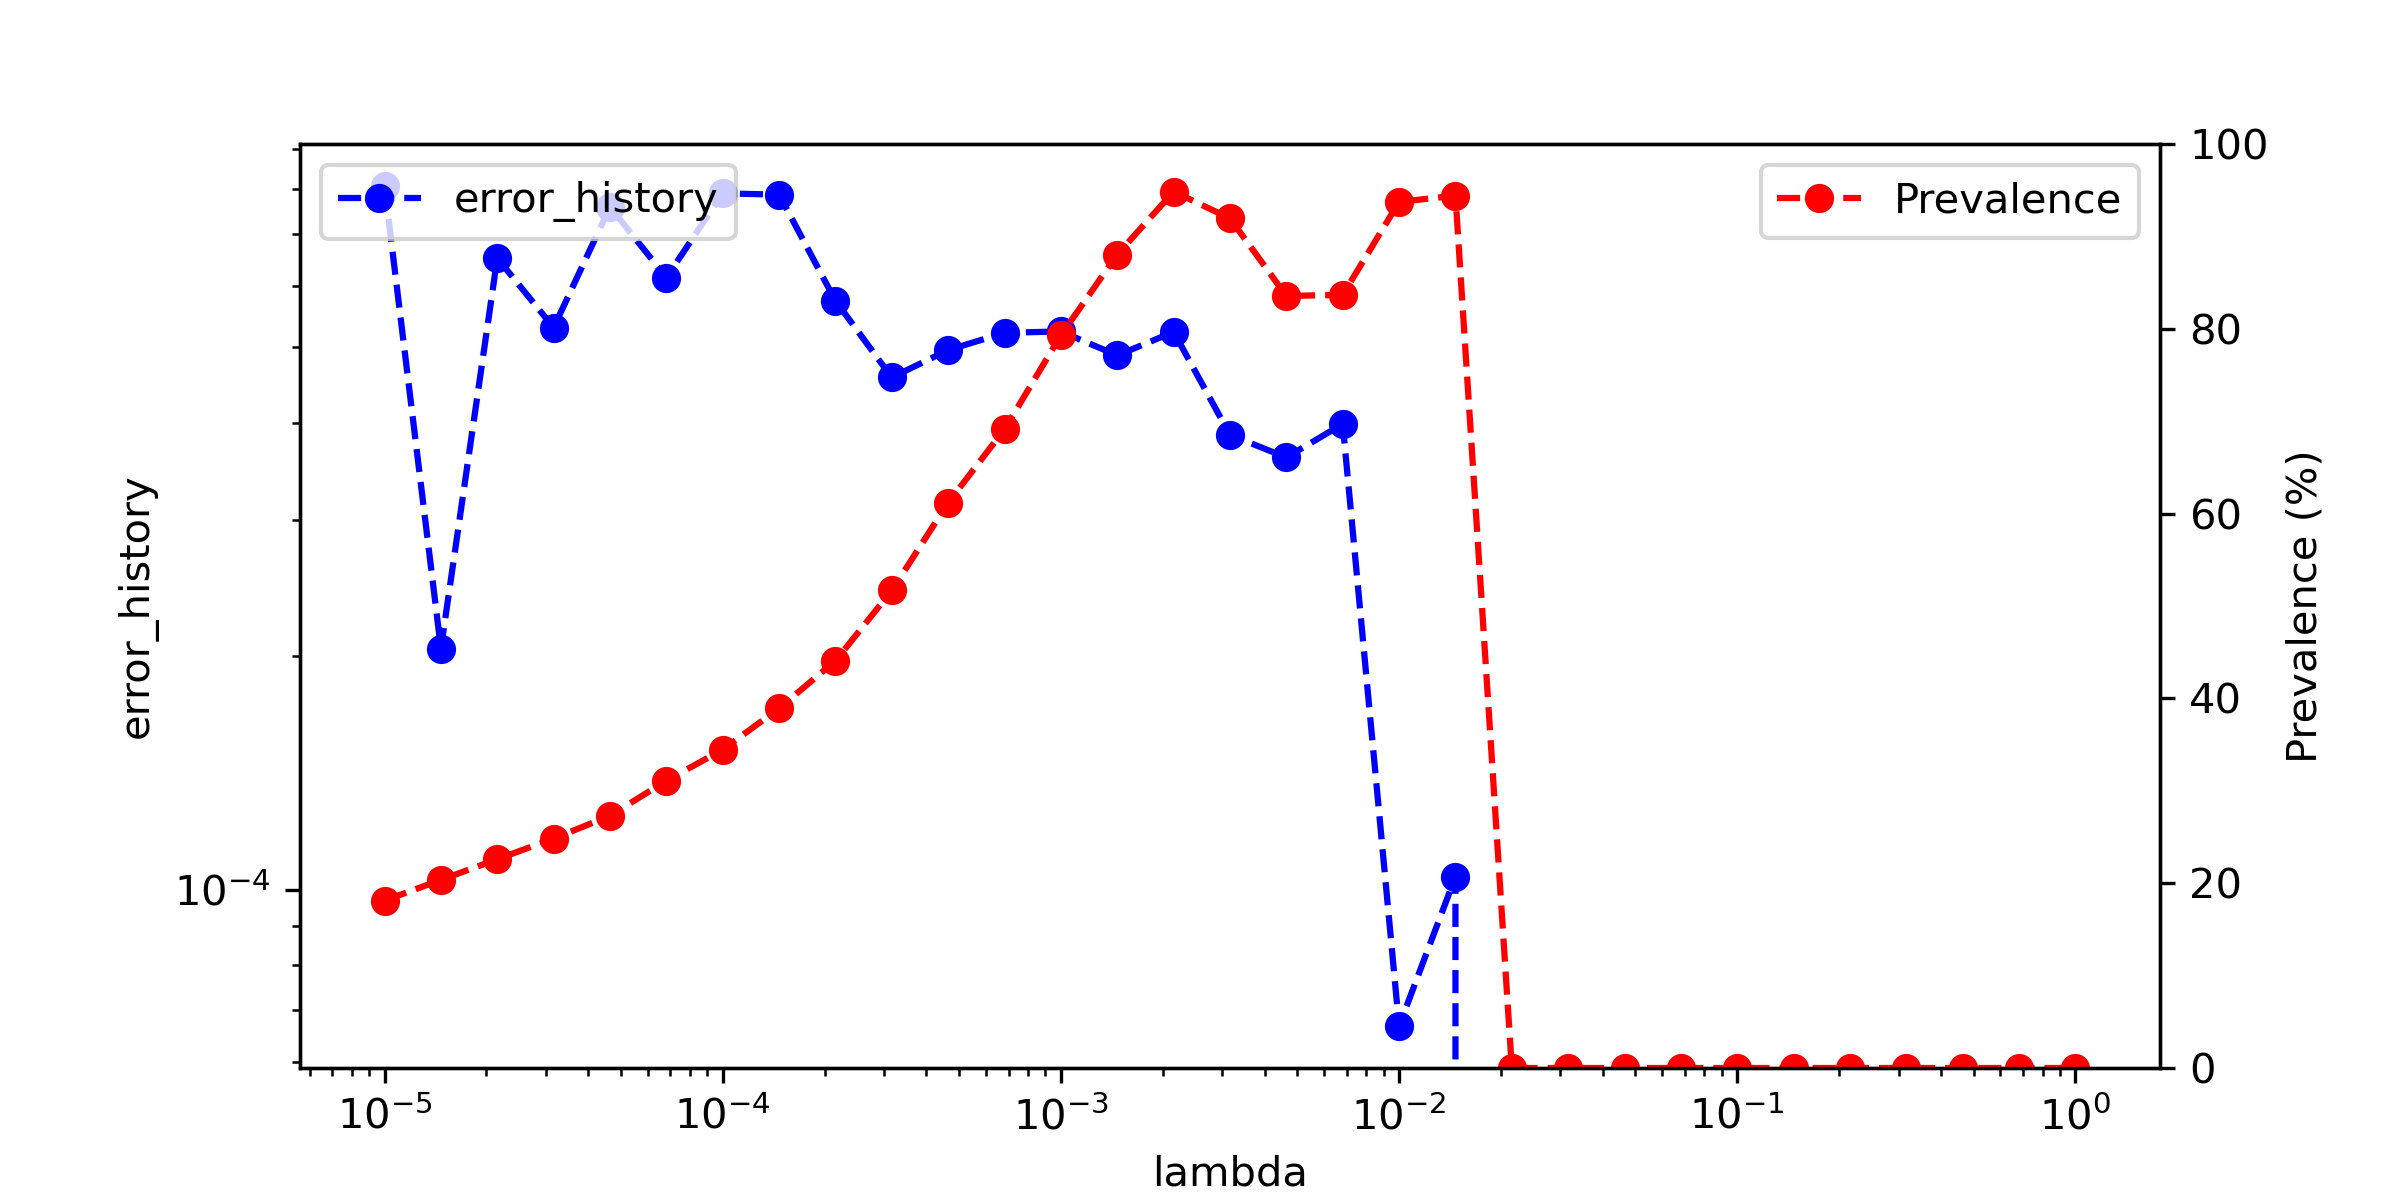 error_history
Prevalence
error_history
10⁻⁴
100
80
60
40
20
0
Prevalence (%)
10⁻⁵ 10⁻⁴ 10⁻³ 10⁻² 10⁻¹ 10⁰
lambda